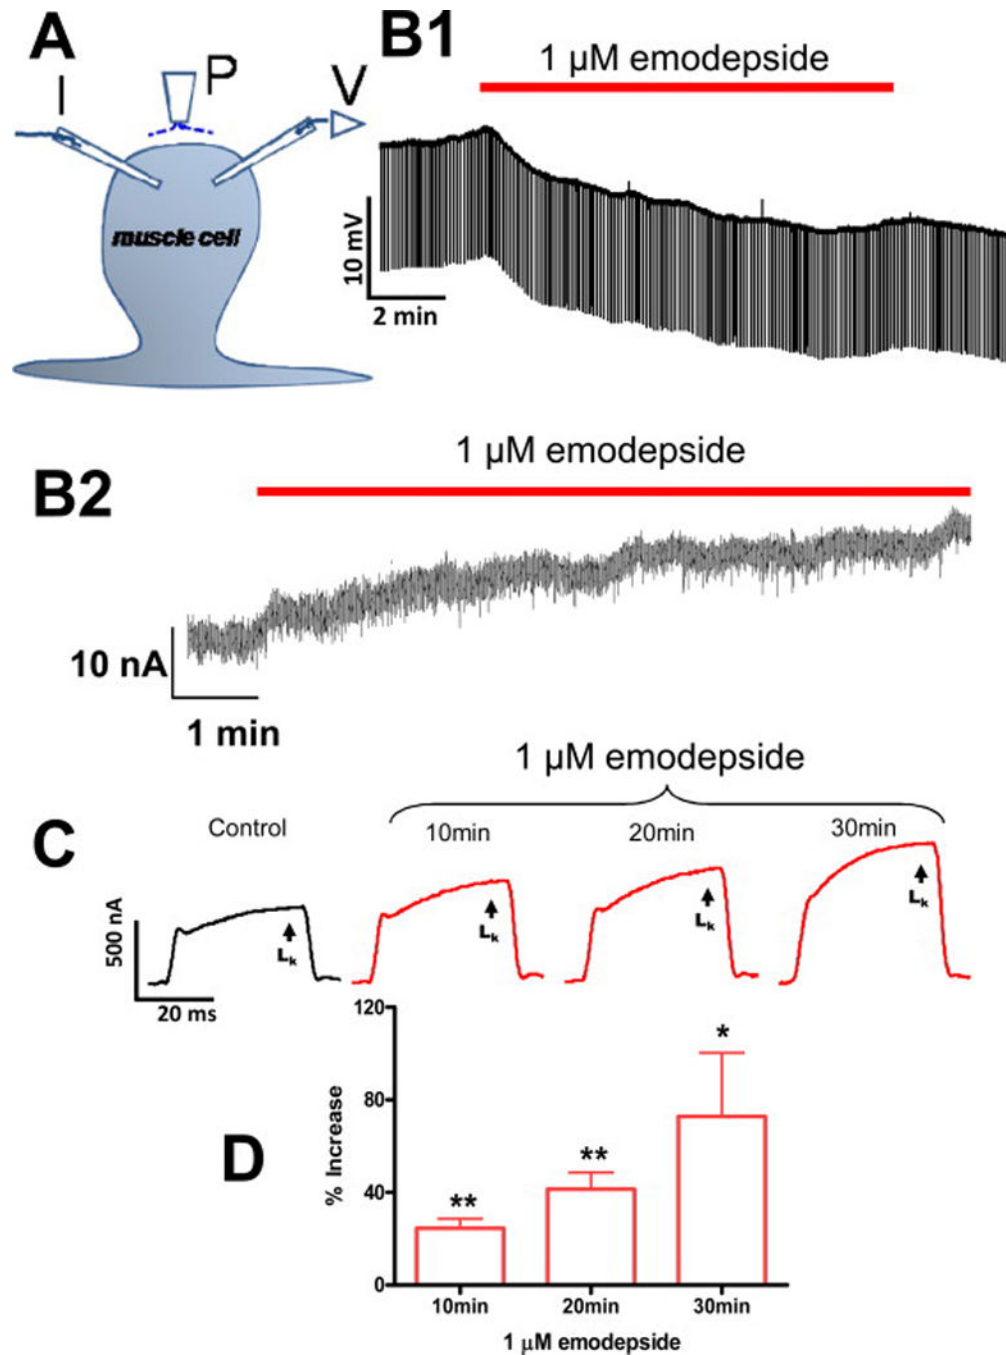 A
I
P
V
muscle cell
B1
1 µM emodepside
10 mV
2 min
B2
1 µM emodepside
10 nA
1 min
C
1 µM emodepside
Control
10min
20min
30min
500 nA
20 ms
Lk
Lk
Lk
Lk
D
% Increase
120
80
40
0
**
**
*
10min
20min
30min
1 µM emodepside